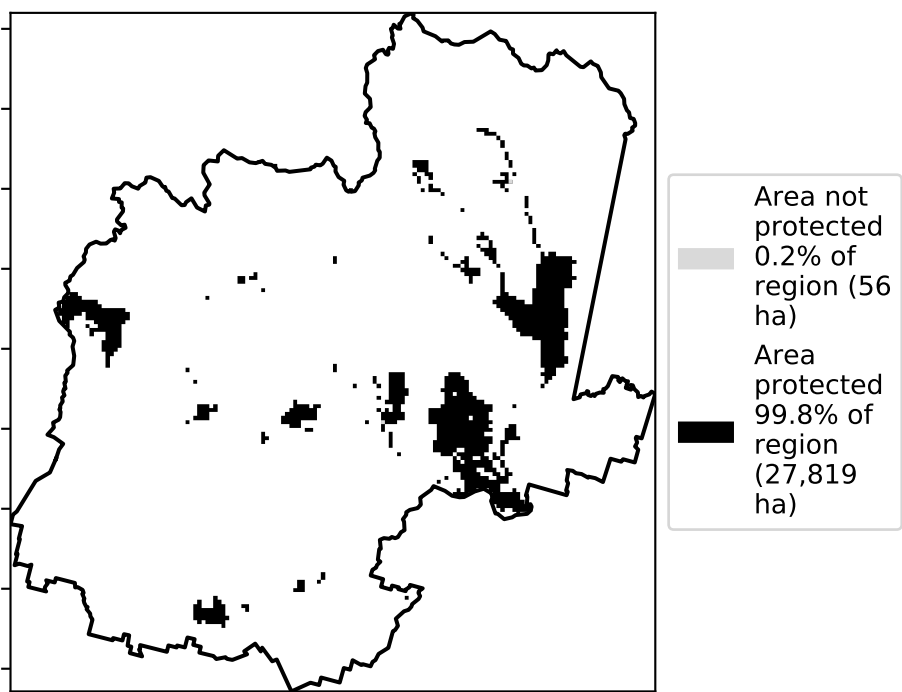 Area not
protected
0.2% of
region (56
ha)
Area
protected
99.8% of
region
(27,819
ha)